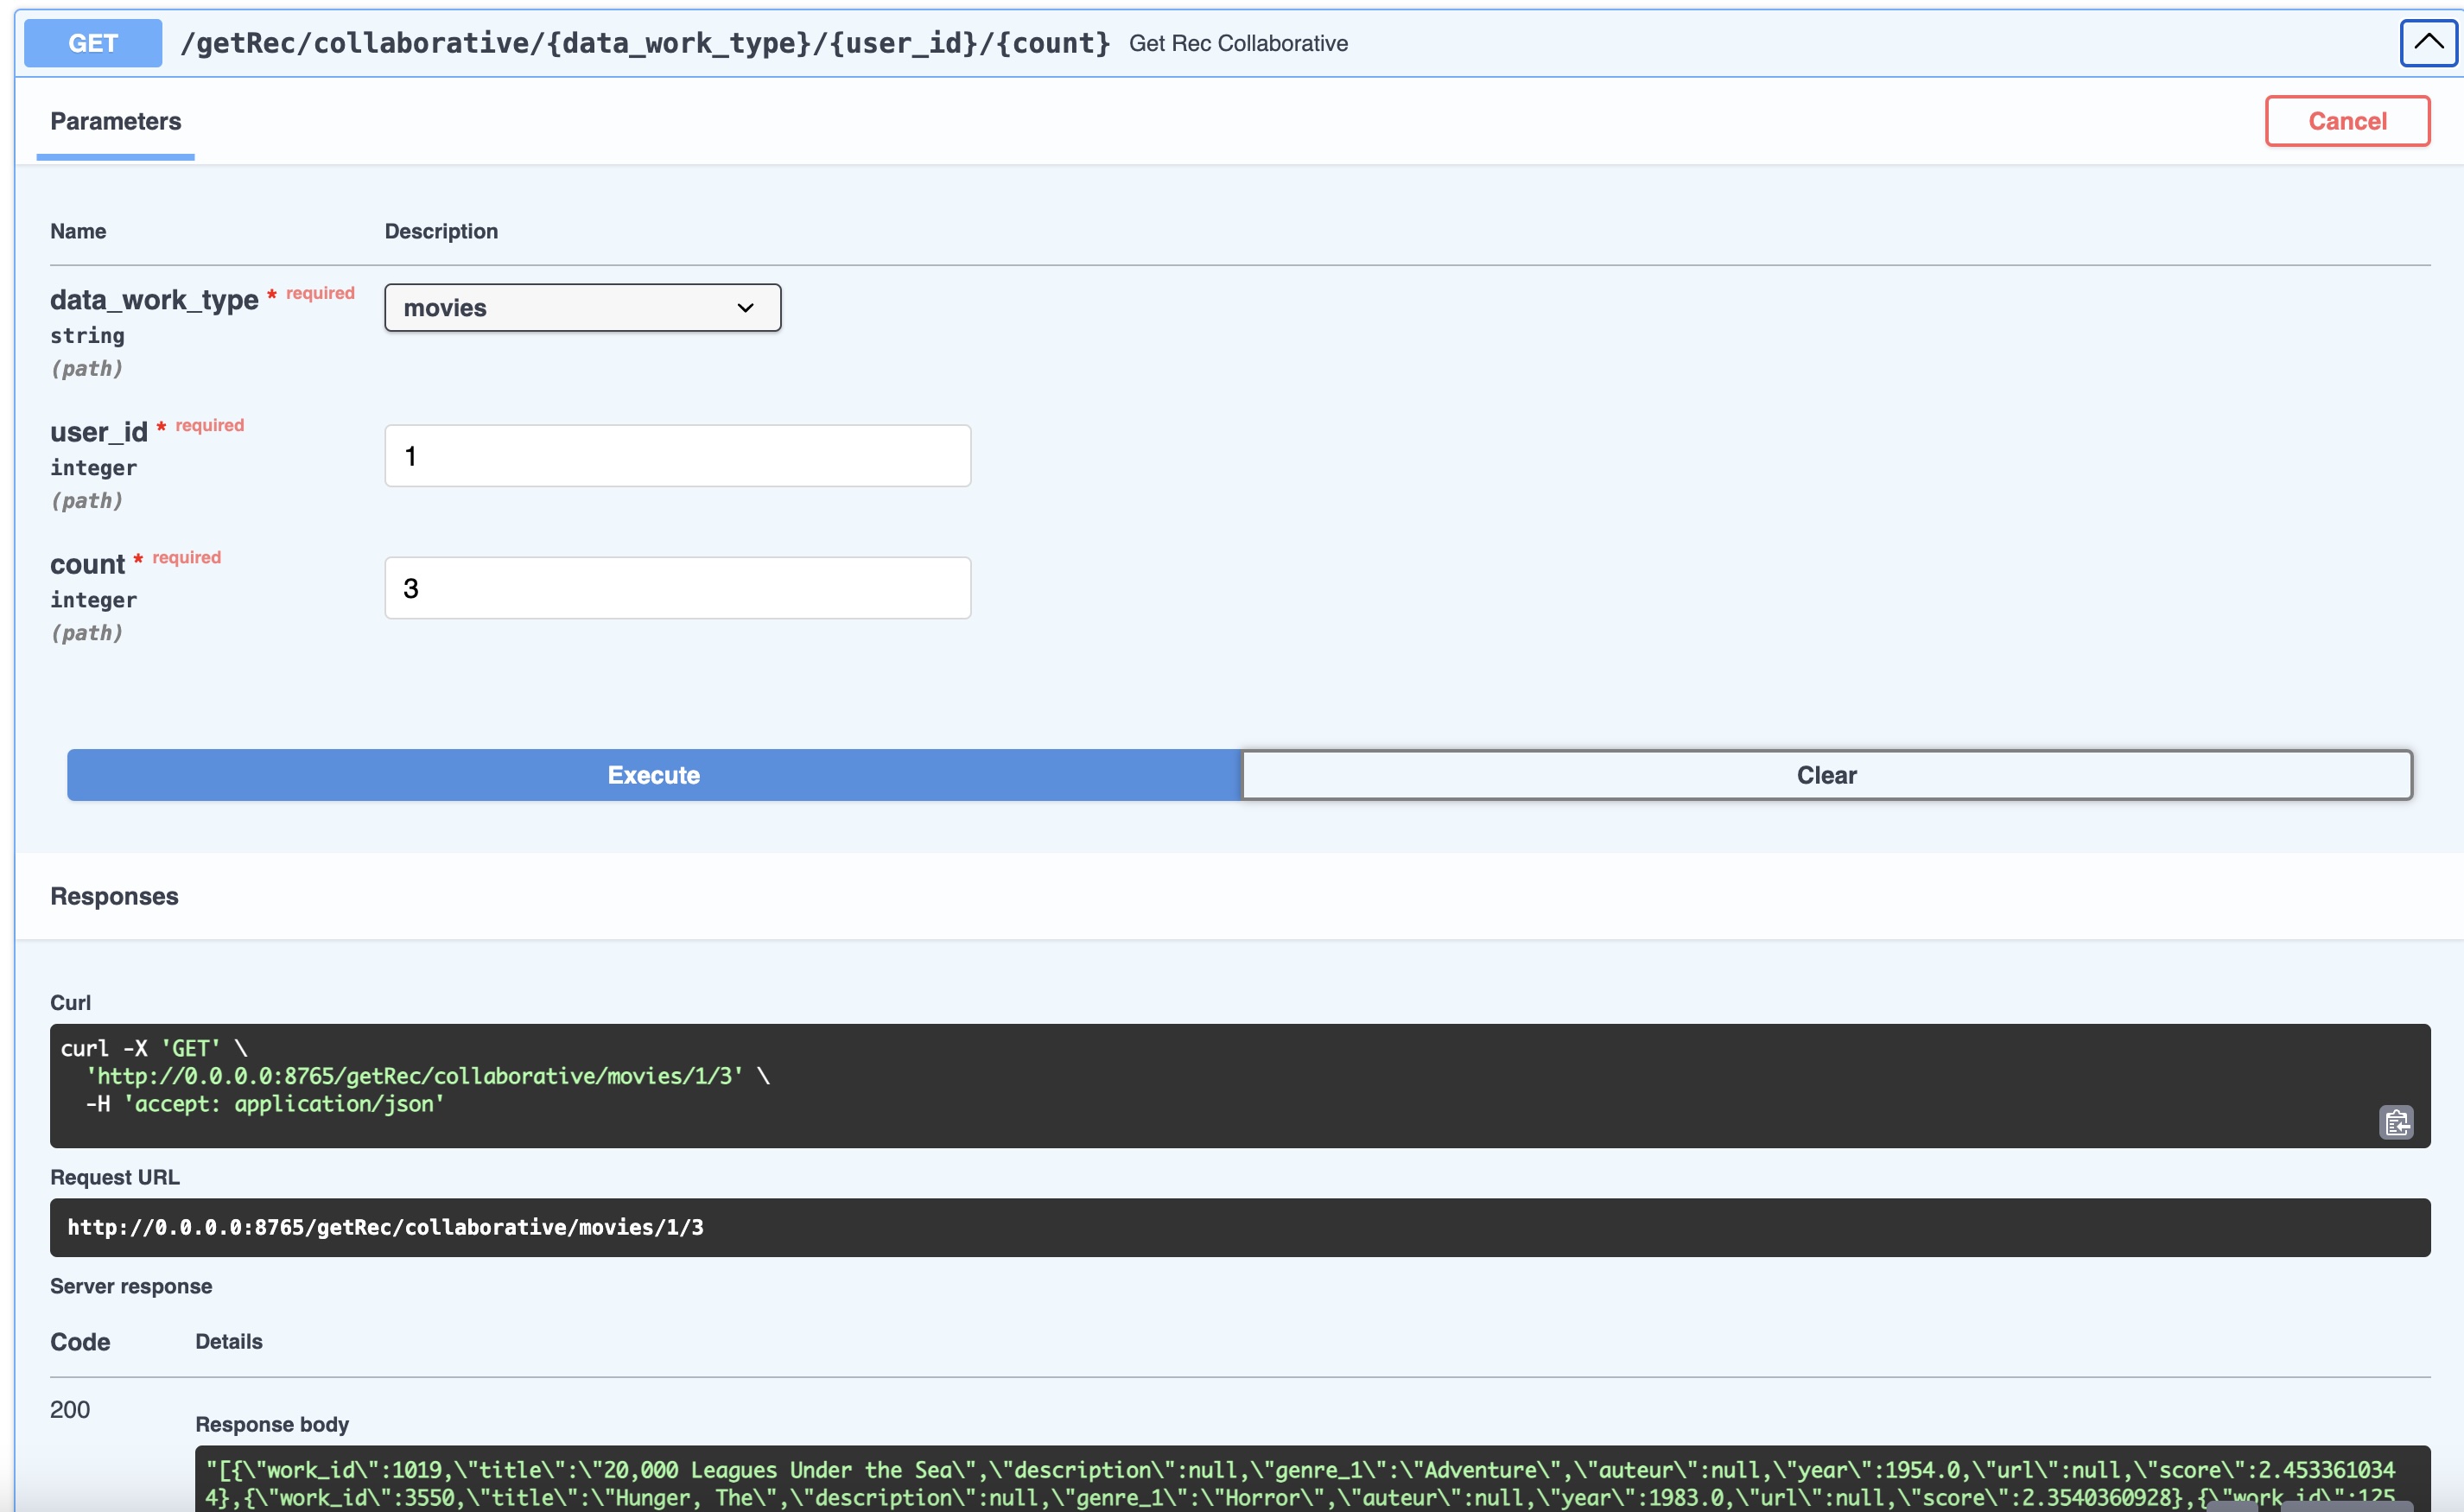 GET /getRec/collaborative/{data_work_type}/{user_id}/{count} Get Rec Collaborative
Parameters
Cancel
Name Description
data_work_type * required
string
(path)
movies
user_id * required
integer
(path)
1
count * required
integer
(path)
3
Execute
Clear
Responses
Curl
curl -X 'GET' \
'http://0.0.0.0:8765/getRec/collaborative/movies/1/3' \
-H 'accept: application/json'
Request URL
http://0.0.0.0:8765/getRec/collaborative/movies/1/3
Server response
Code Details
200
Response body
"[{\"work_id\":1019,\"title\":\"20,000 Leagues Under the Sea\",\"description\":null,\"genre_1\":\"Adventure\",\"auteur\":null,\"year\":1954.0,\"url\":null,\"score\":2.453361034
4},{\"work_id\":3550,\"title\":\"Hunger, The\",\"description\":null,\"genre_1\":\"Horror\",\"auteur\":null,\"year\":1983.0,\"url\":null,\"score\":2.3540360928},{\"work_id\":125